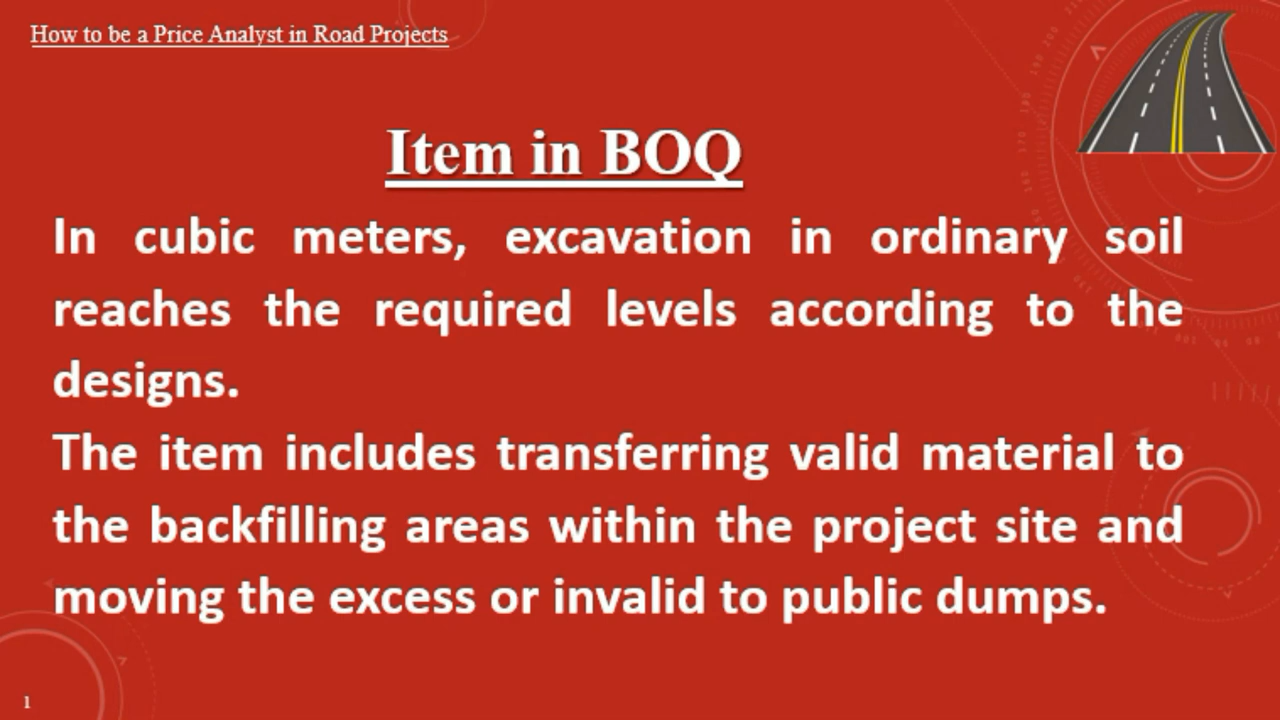 How to be a Price Analyst in Road Projects
Item in BOQ
In cubic meters, excavation in ordinary soil
reaches the required levels according to the
designs.
The item includes transferring valid material to
the backfilling areas within the project site and
moving the excess or invalid to public dumps.
1